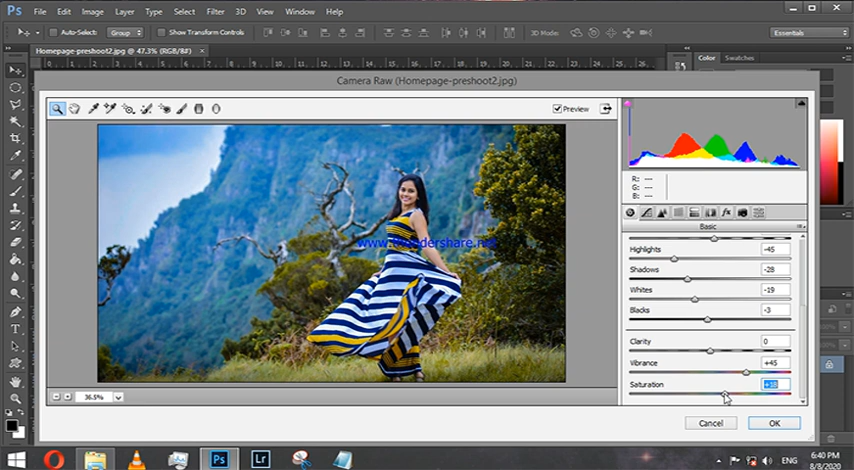 Ps File Edit Image Layer Type Select Filter 3D View Window Help
Auto-Select: Group Show Transform Controls 3D Mode: Essentials
Homepage-preshoot2.jpg @ 47.3% (RGB/8#) ×
Color Swatches
Camera Raw (Homepage-preshoot2.jpg)
Preview
R: ---
G: ---
B: ---
fx
Basic
Highlights -45
Shadows -28
Whites -19
Blacks -3
Clarity 0
Vibrance +45
Saturation +18
www.thundershare.net
36.5%
Cancel OK
Ps Lr ENG 6:40 PM
8/8/2020